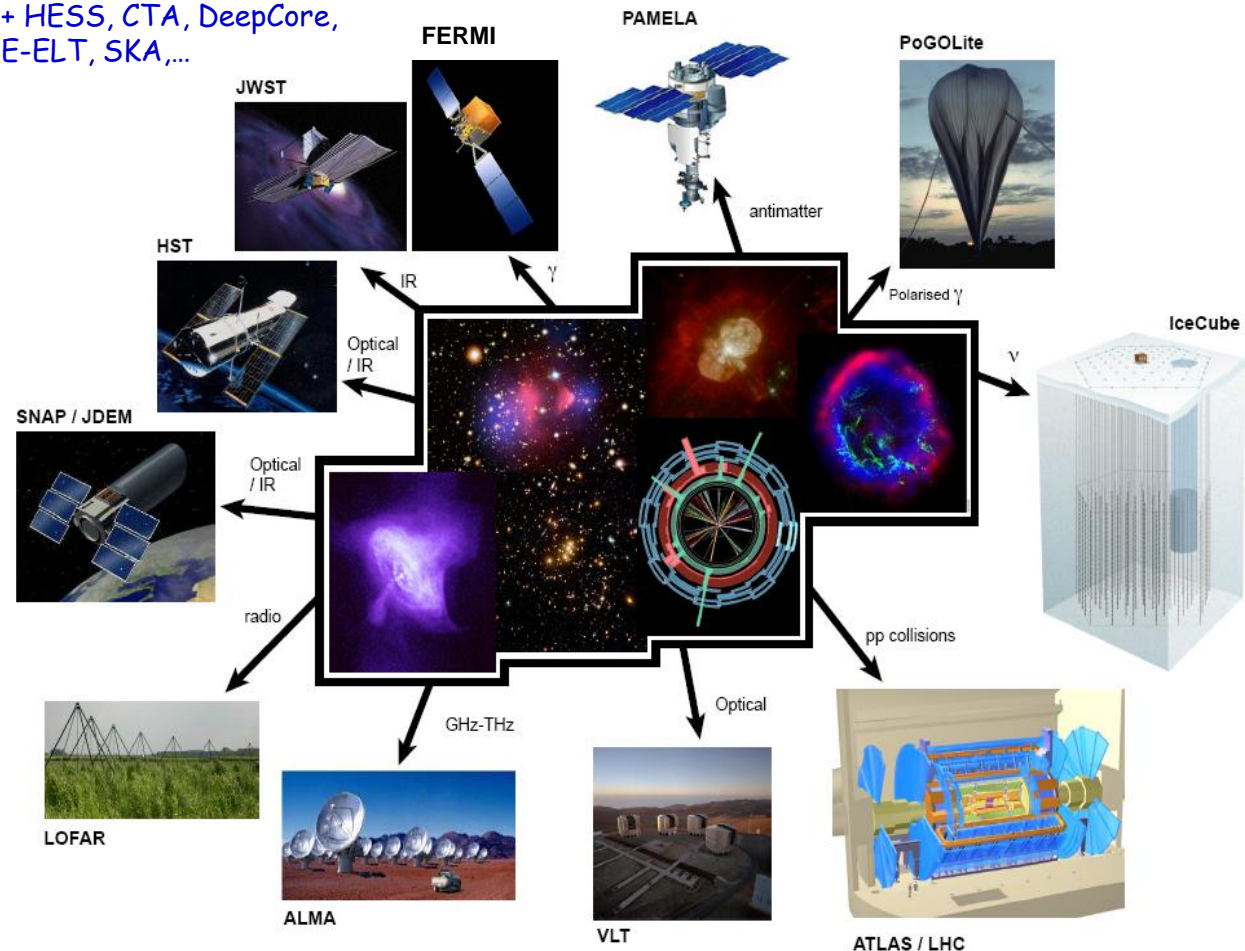 + HESS, CTA, DeepCore,
E-ELT, SKA,...
FERMI
PAMELA
PoGOLite
JWST
antimatter
HST
IR
γ
Polarised γ
IceCube
Optical
/ IR
ν
SNAP / JDEM
Optical
/ IR
radio
pp collisions
GHz-THz
Optical
LOFAR
ALMA
VLT
ATLAS / LHC